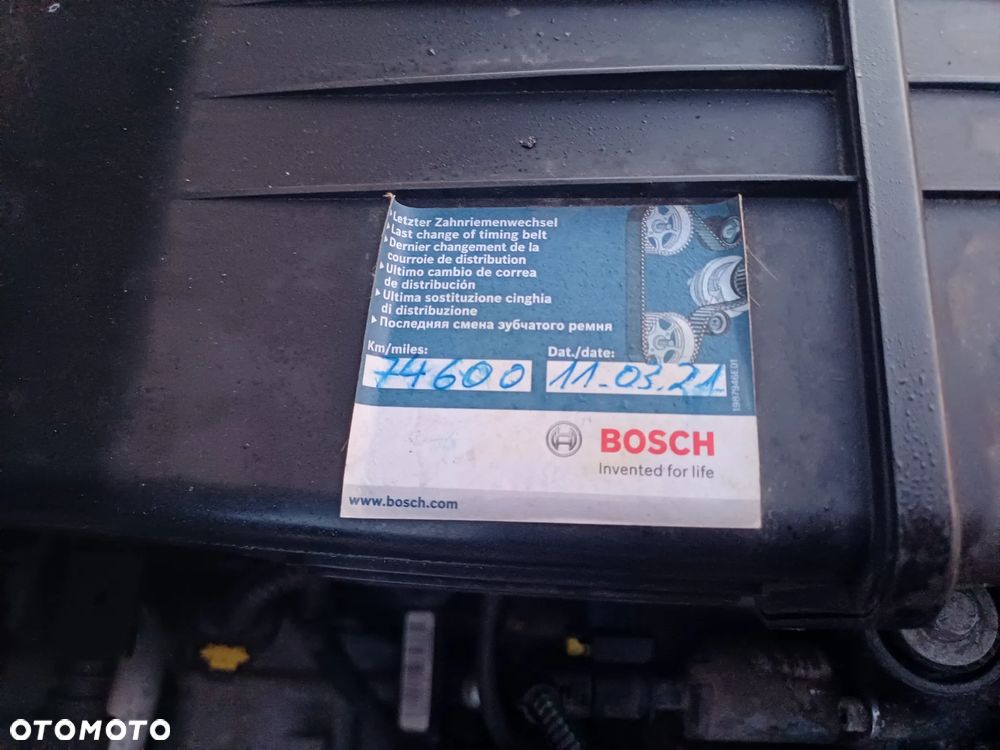 Letzter Zahnriemenwechsel
Last change of timing belt
Dernier changement de la
courroie de distribution
Ultimo cambio de correa
de distribución
Ultima sostituzione cinghia
di distribuzione
Последняя смена зубчатого ремня
Km/miles: Dat./date:
74600 11-03.21
1987946E01
BOSCH
Invented for life
www.bosch.com
OTOMOTO